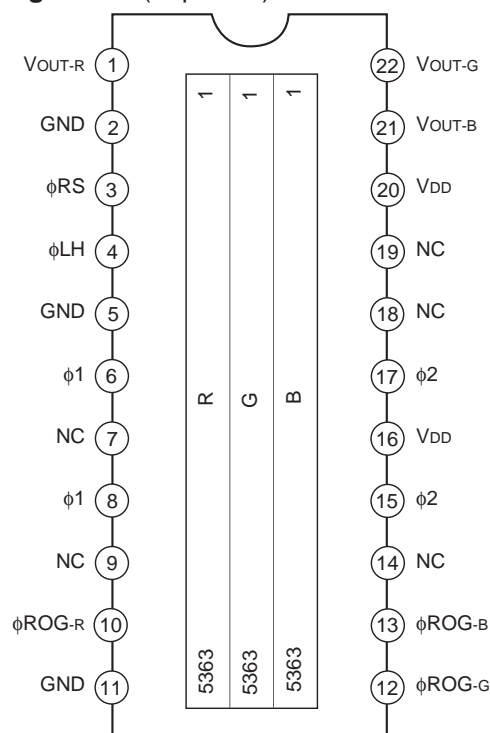 VOUT-R 1 22 VOUT-G
GND 2 21 VOUT-B
φRS 3 20 VDD
φLH 4 19 NC
GND 5 18 NC
φ1 6 17 φ2
NC 7 16 VDD
φ1 8 15 φ2
NC 9 14 NC
φROG-R 10 13 φROG-B
GND 11 12 φROG-G
1 1 1
R G B
5363 5363 5363